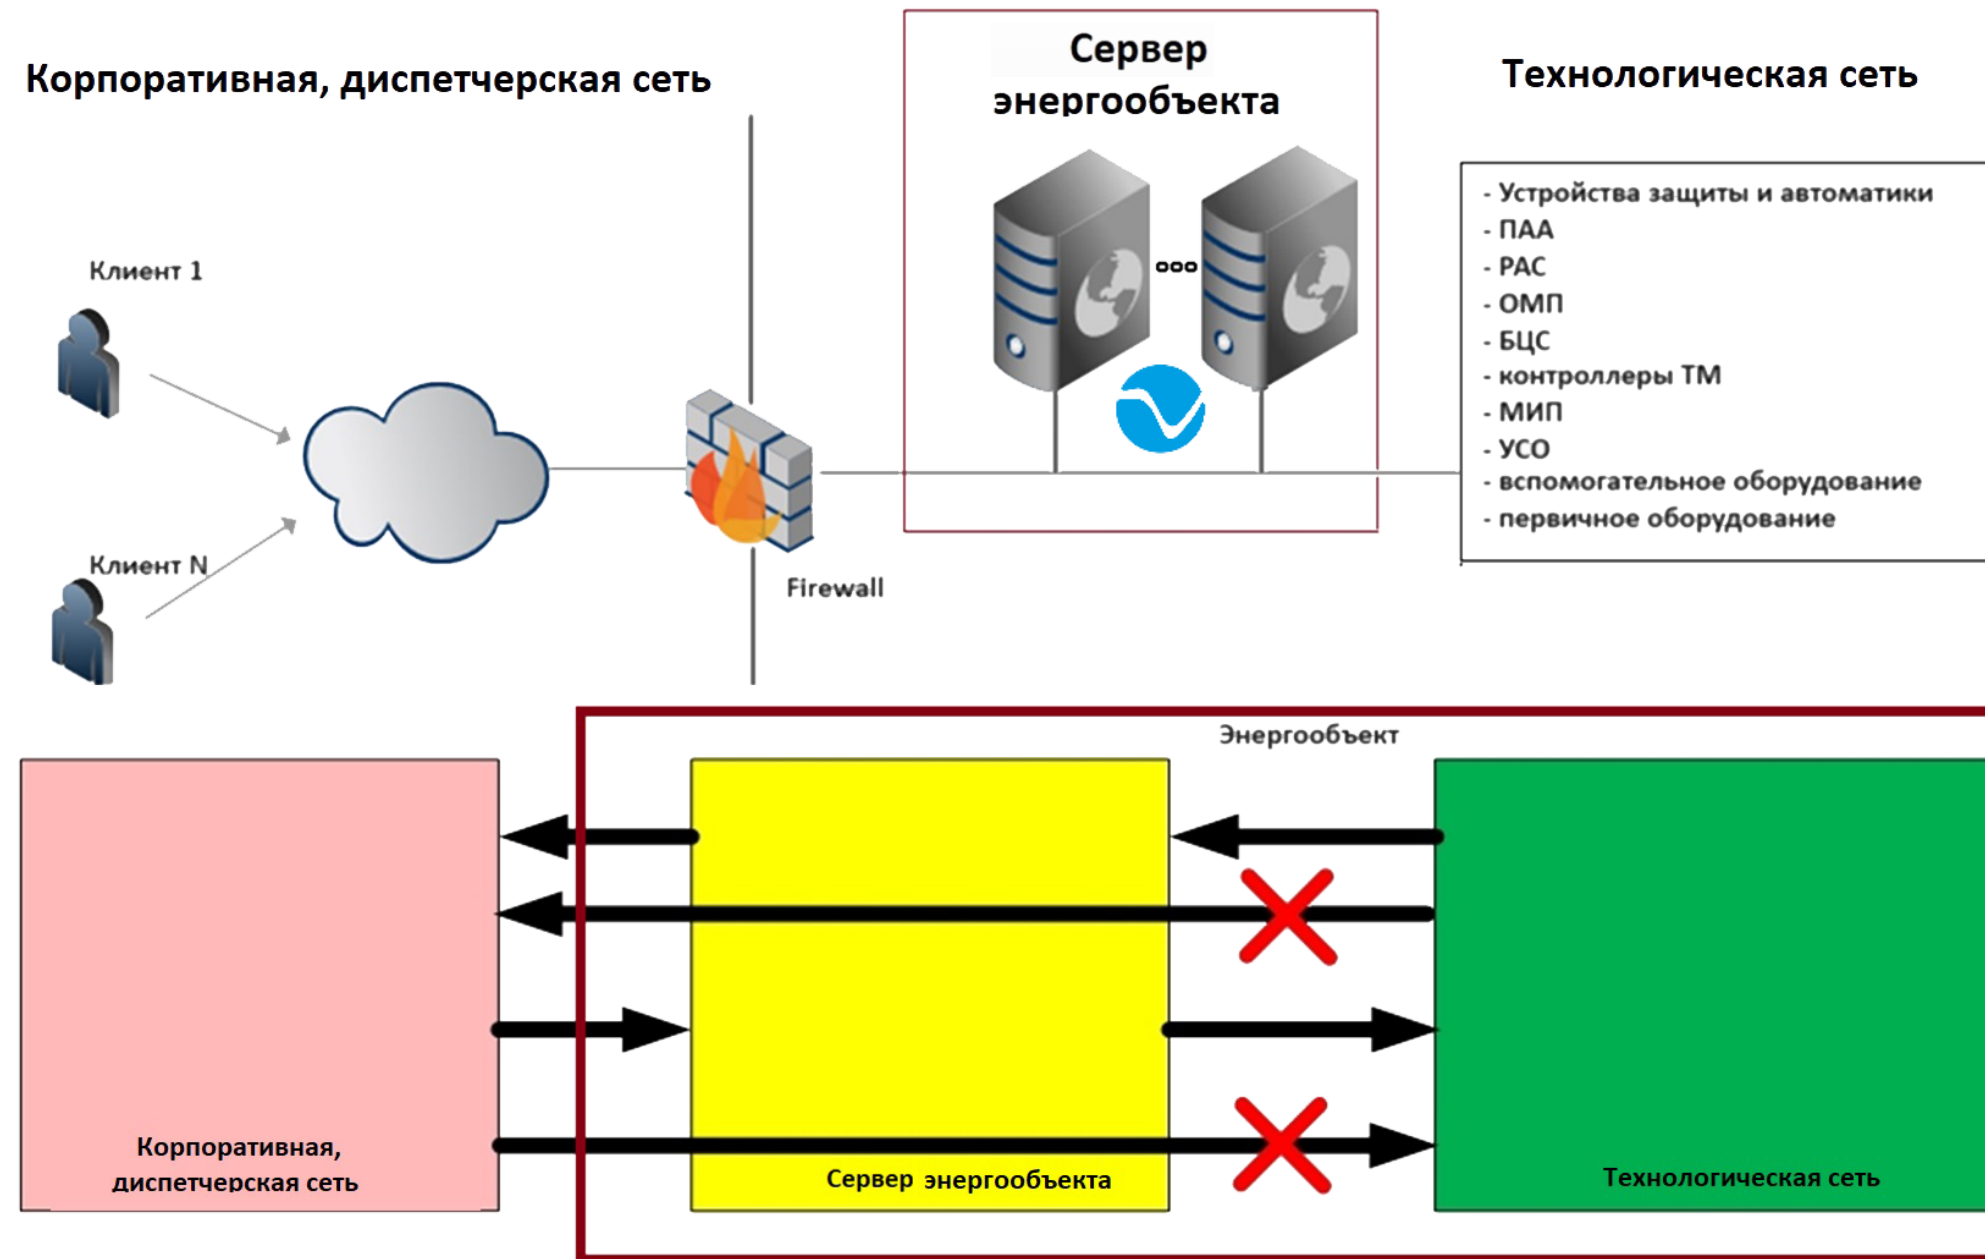 Корпоративная, диспетчерская сеть
Сервер
энергообъекта
Технологическая сеть
Клиент 1
Клиент N
Firewall
- Устройства защиты и автоматики
- ПАА
- РАС
- ОМП
- БЦС
- контроллеры ТМ
- МИП
- УСО
- вспомогательное оборудование
- первичное оборудование
Энергообъект
Корпоративная,
диспетчерская сеть
Сервер энергообъекта
Технологическая сеть